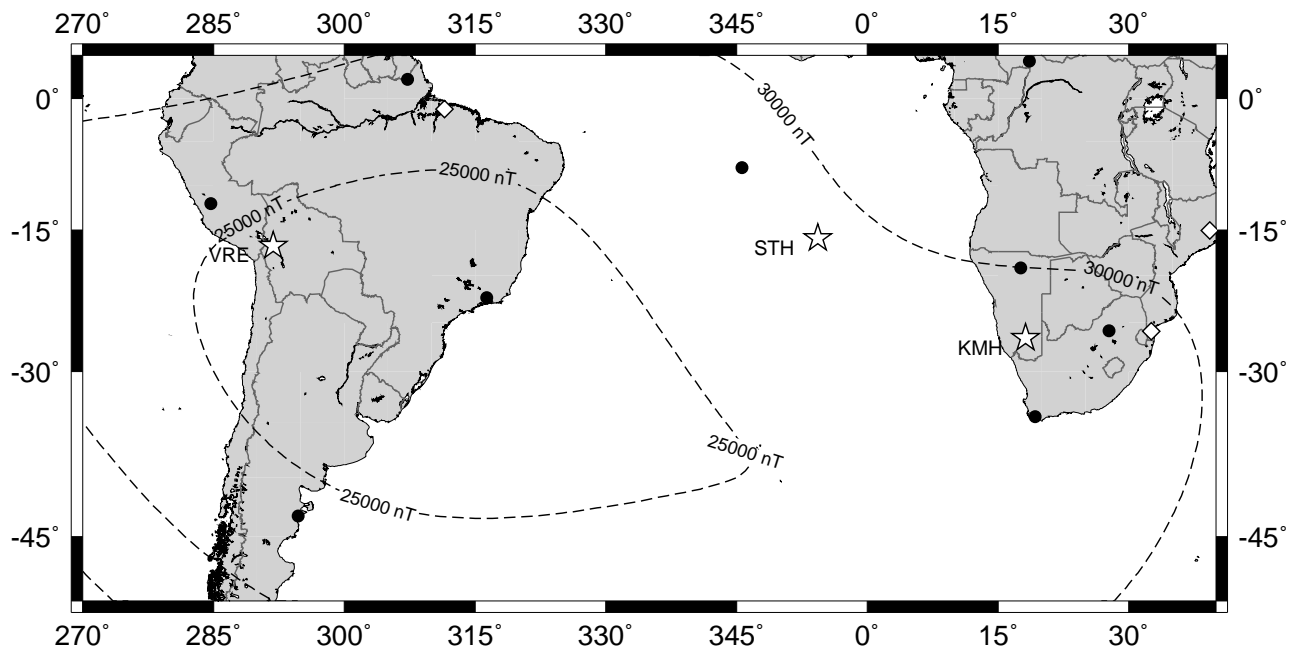 270˚ 285˚ 300˚ 315˚ 330˚ 345˚ 0˚ 15˚ 30˚
0˚ 0˚
30000 nT
25000 nT
25000 nT
-15˚ -15˚
VRE
STH
30000 nT
KMH
-30˚ -30˚
25000 nT
25000 nT
-45˚ -45˚
270˚ 285˚ 300˚ 315˚ 330˚ 345˚ 0˚ 15˚ 30˚